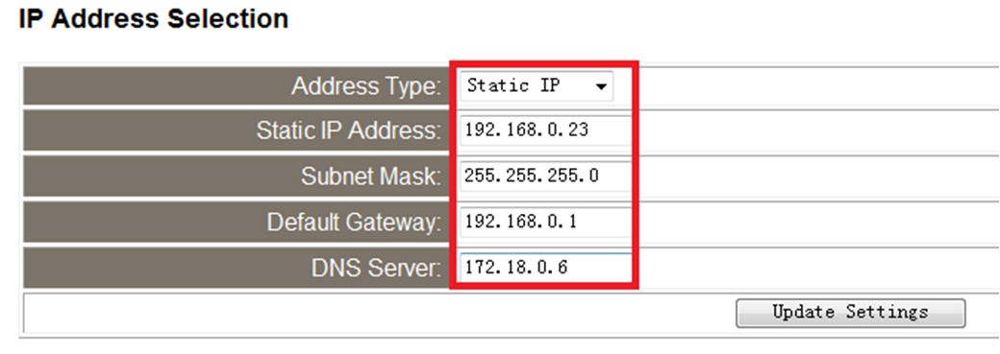 IP Address Selection
Address Type: Static IP
Static IP Address: 192.168.0.23
Subnet Mask: 255.255.255.0
Default Gateway: 192.168.0.1
DNS Server: 172.18.0.6
Update Settings